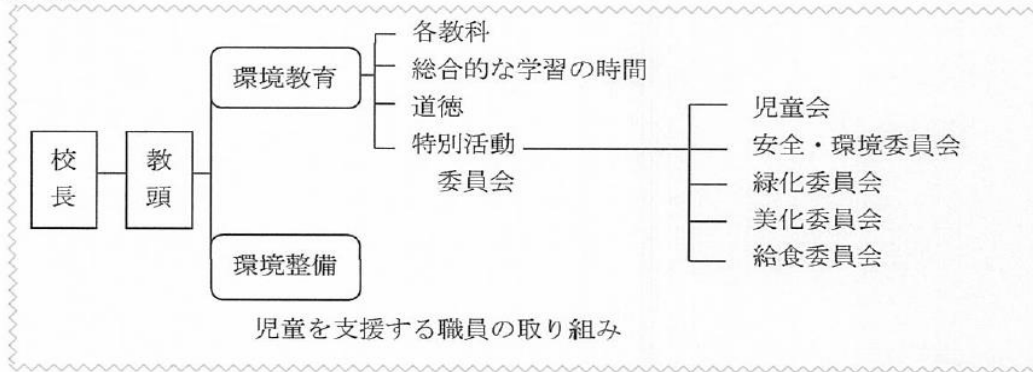 校長
教頭
環境教育
各教科
総合的な学習の時間
道徳
特別活動
委員会
児童会
安全・環境委員会
緑化委員会
美化委員会
給食委員会
環境整備
児童を支援する職員の取り組み